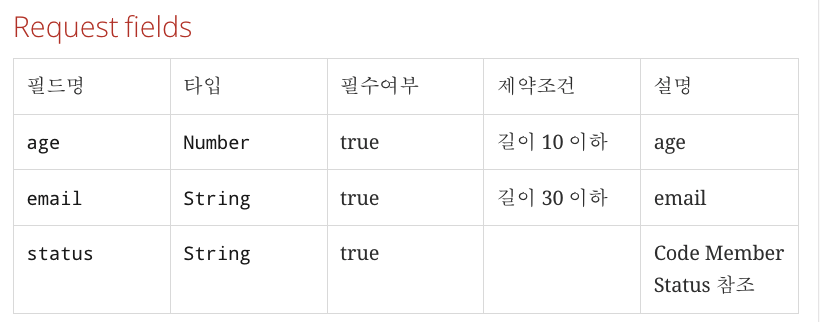 Request fields
필드명 타입 필수여부 제약조건 설명
age Number true 길이 10 이하 age
email String true 길이 30 이하 email
status String true Code Member
Status 참조